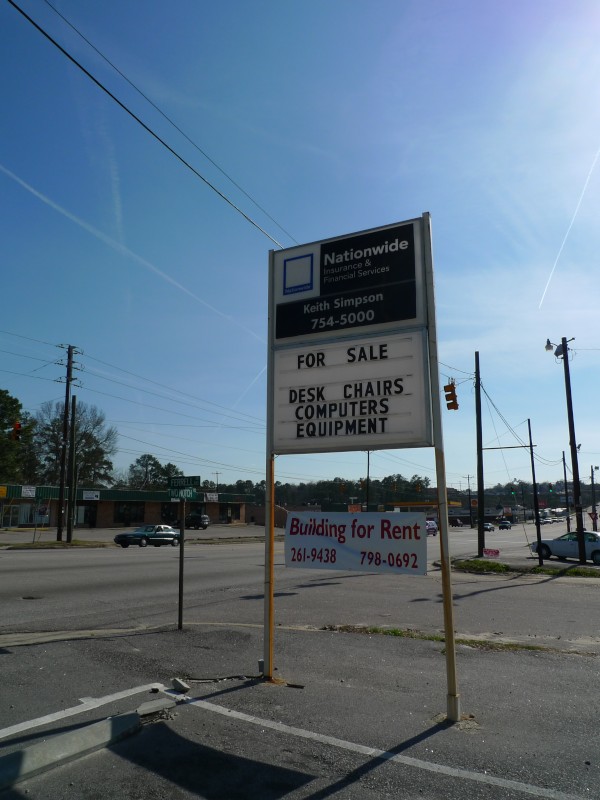 Nationwide
Insurance &
Financial Services
Keith Simpson
754-5000
FOR SALE
DESK CHAIRS
COMPUTERS
EQUIPMENT
Building for Rent
261-9438 798-0692